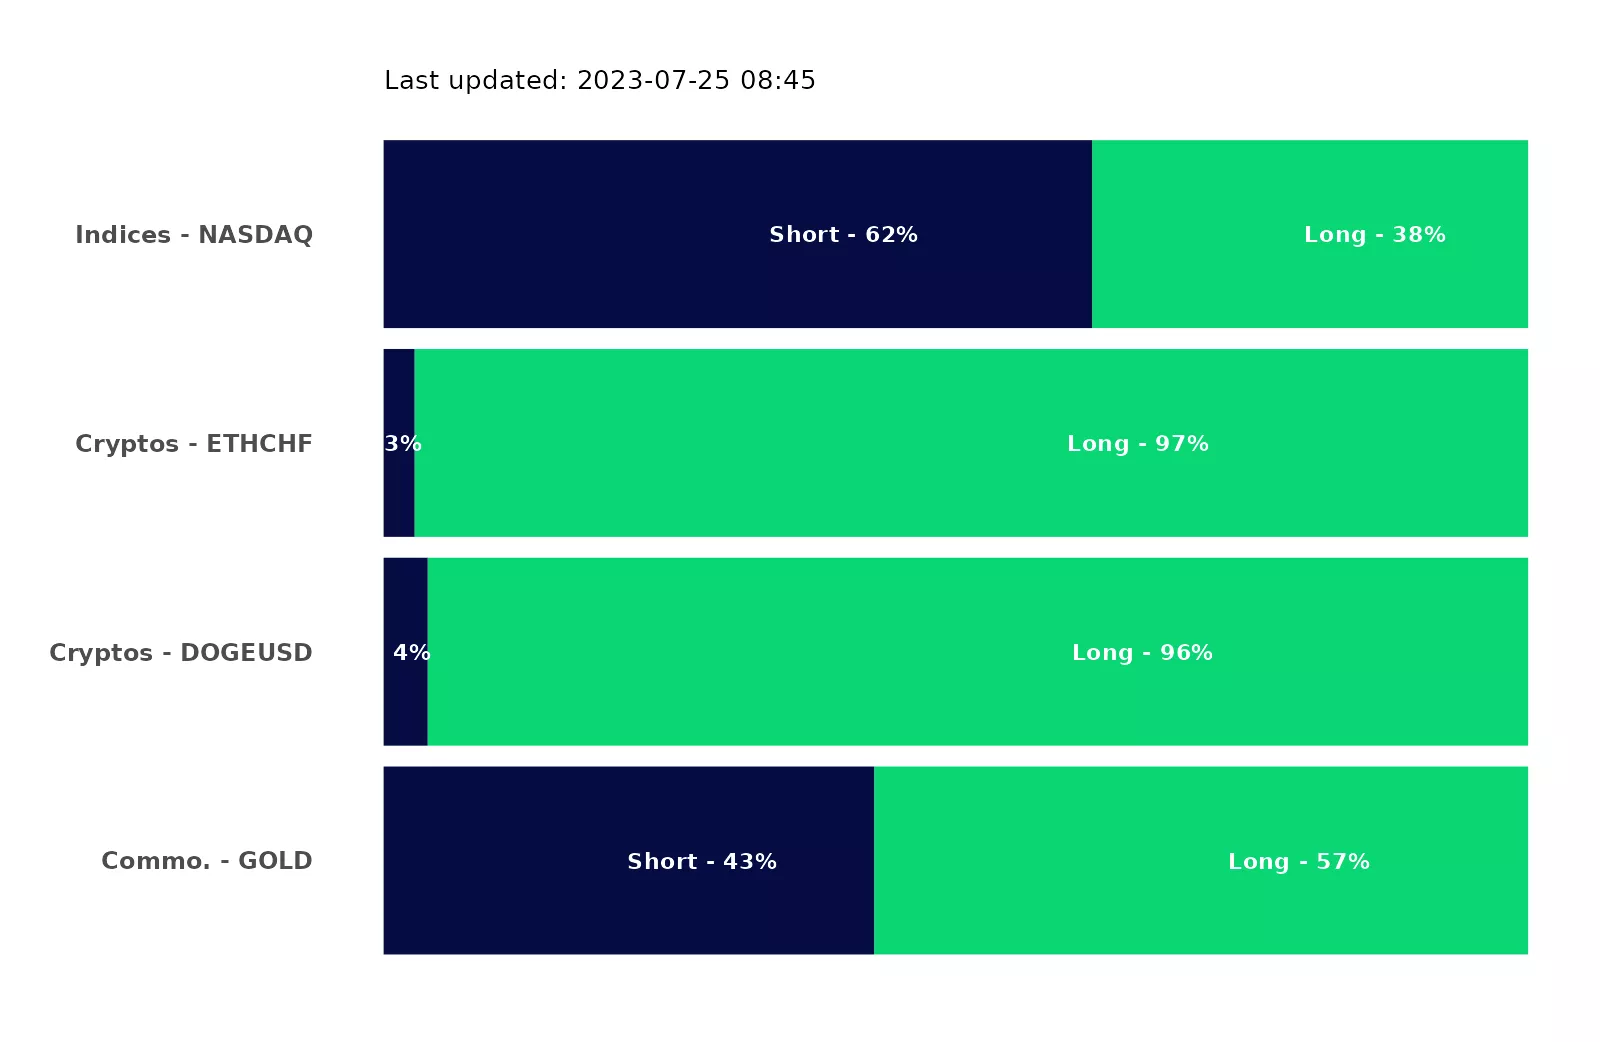 Last updated: 2023-07-25 08:45
Indices - NASDAQ Short - 62% Long - 38%
Cryptos - ETHCHF 3% Long - 97%
Cryptos - DOGEUSD 4% Long - 96%
Commo. - GOLD Short - 43% Long - 57%